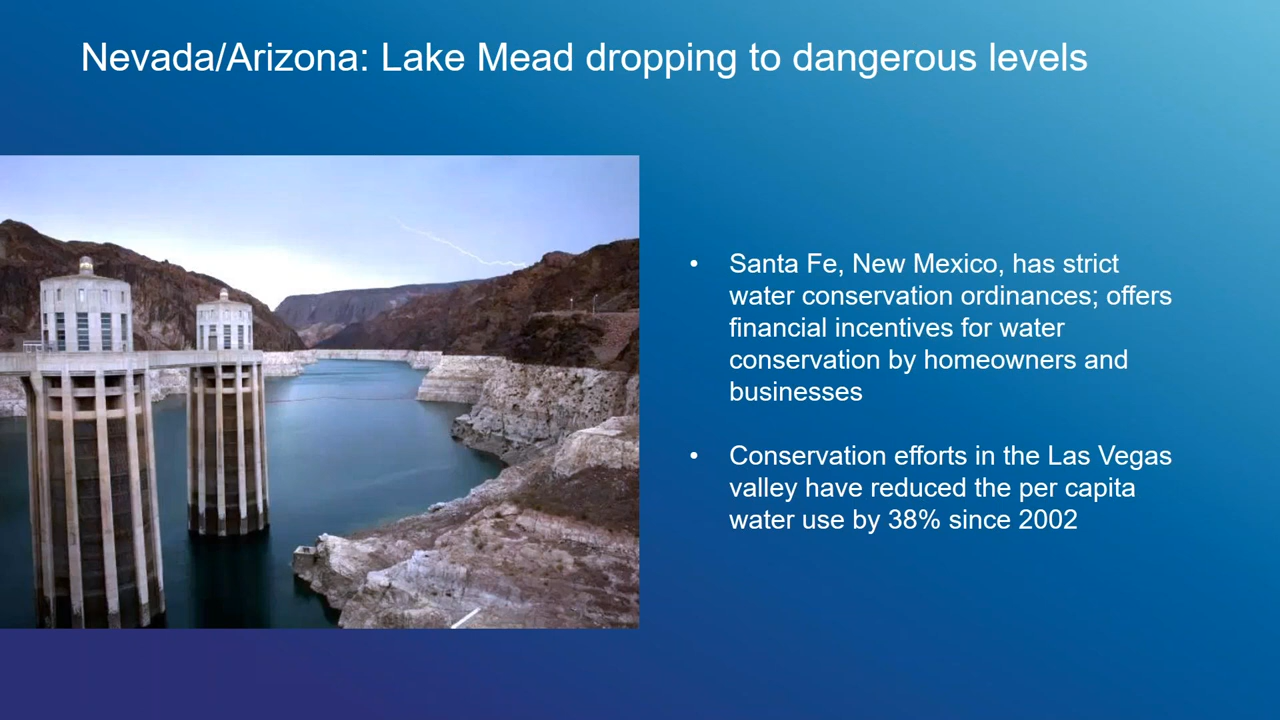 Nevada/Arizona: Lake Mead dropping to dangerous levels
• Santa Fe, New Mexico, has strict
water conservation ordinances; offers
financial incentives for water
conservation by homeowners and
businesses
• Conservation efforts in the Las Vegas
valley have reduced the per capita
water use by 38% since 2002